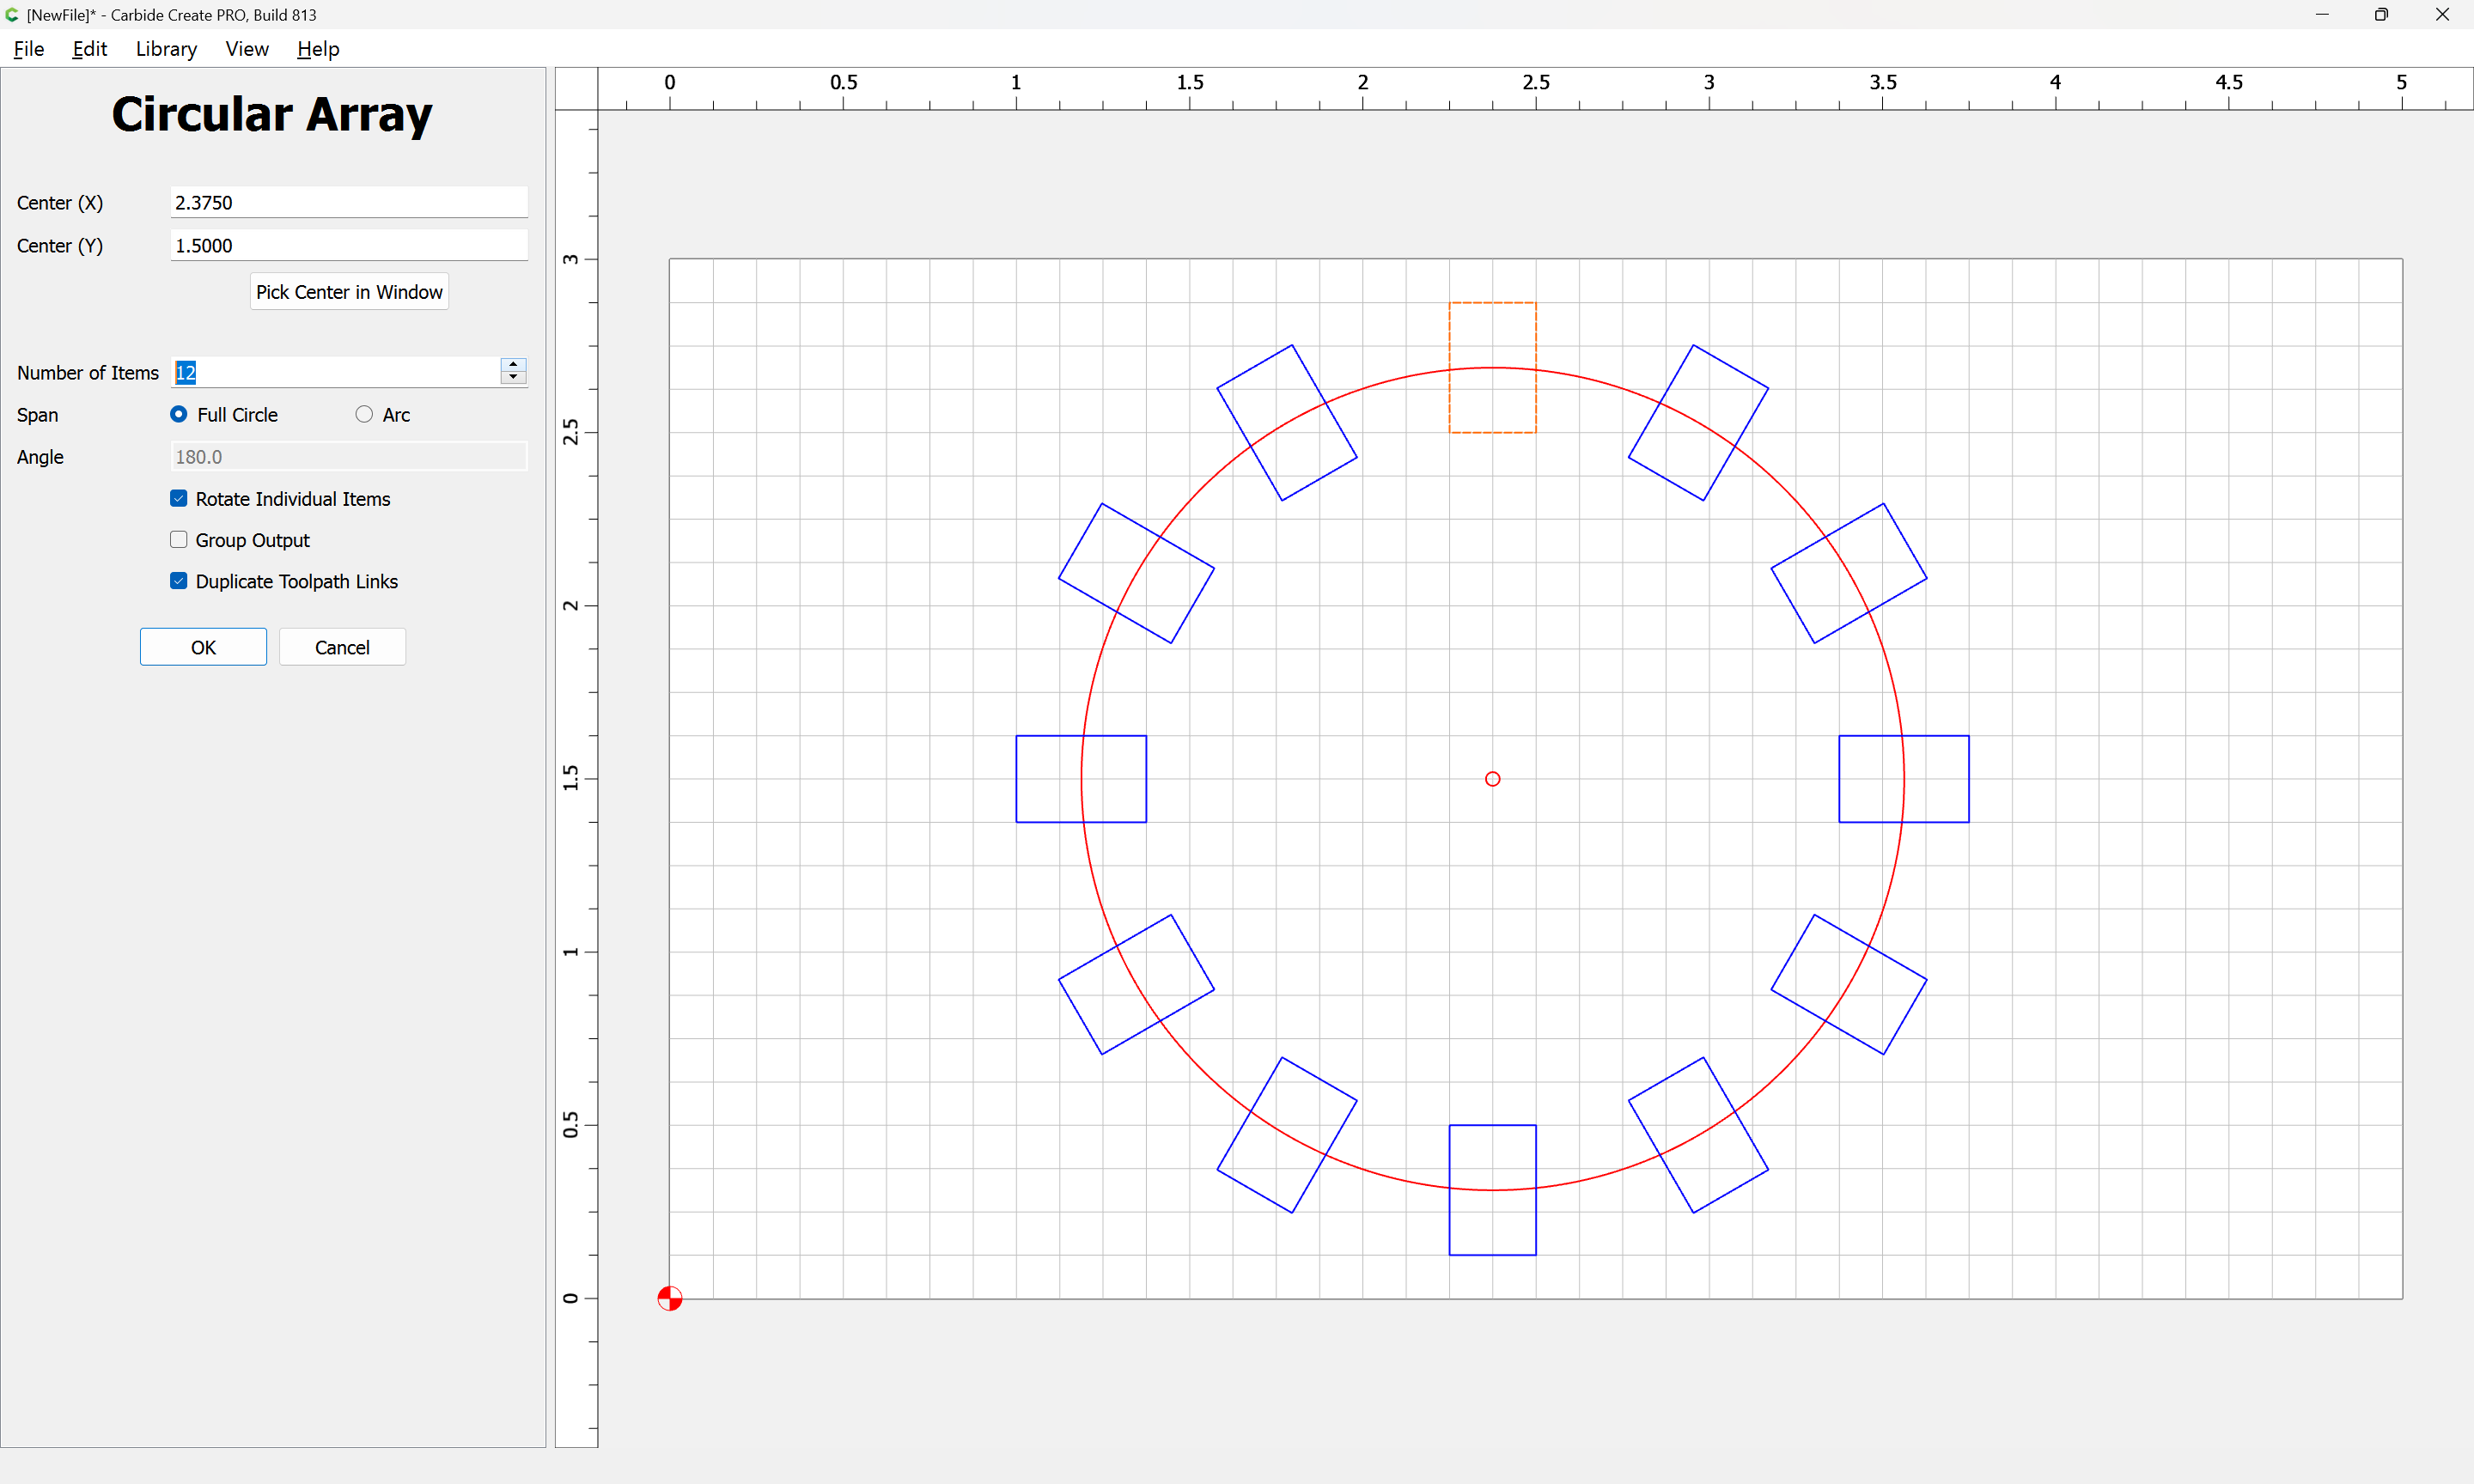 [NewFile]* - Carbide Create PRO, Build 813
File Edit Library View Help
Circular Array
Center (X) 2.3750
Center (Y) 1.5000
Pick Center in Window
Number of Items 12
Span Full Circle Arc
Angle 180.0
Rotate Individual Items
Group Output
Duplicate Toolpath Links
OK Cancel
0 0.5 1 1.5 2 2.5 3 3.5 4 4.5 5
3
2.5
2
1.5
1
0.5
0